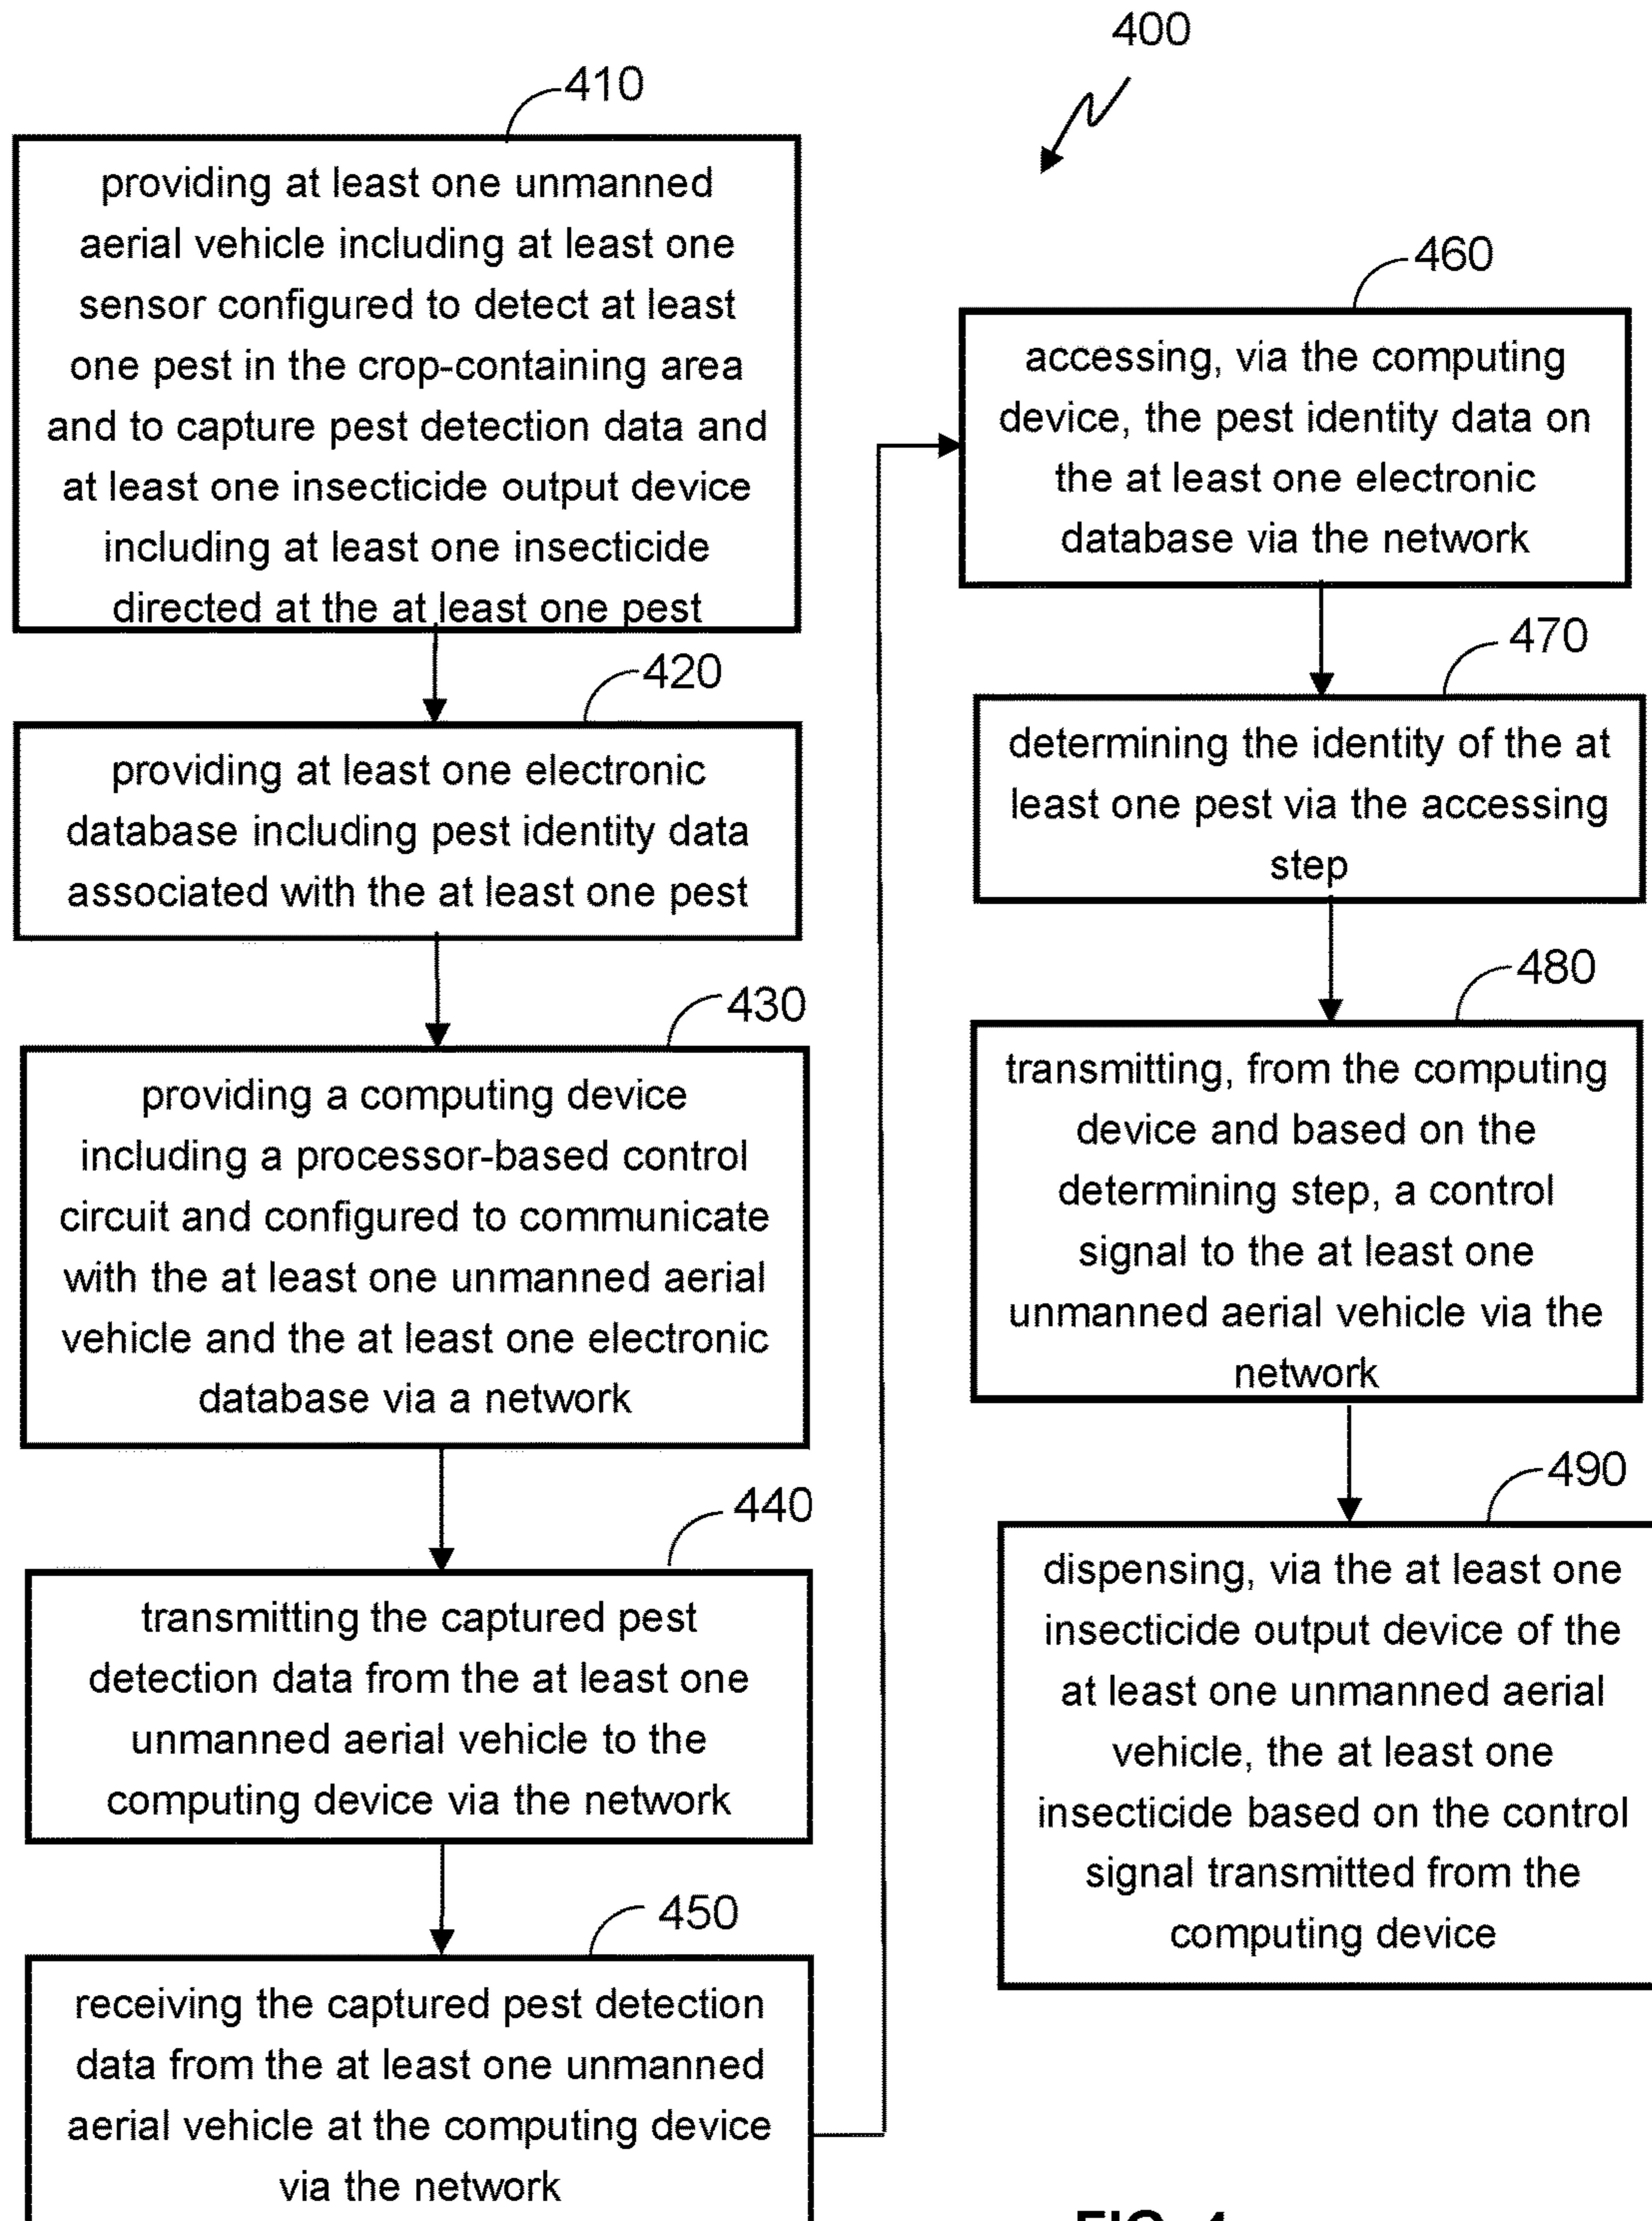 400
410
providing at least one unmanned
aerial vehicle including at least one
sensor configured to detect at least
one pest in the crop-containing area
and to capture pest detection data and
at least one insecticide output device
including at least one insecticide
directed at the at least one pest
420
providing at least one electronic
database including pest identity data
associated with the at least one pest
430
providing a computing device
including a processor-based control
circuit and configured to communicate
with the at least one unmanned aerial
vehicle and the at least one electronic
database via a network
440
transmitting the captured pest
detection data from the at least one
unmanned aerial vehicle to the
computing device via the network
450
receiving the captured pest detection
data from the at least one unmanned
aerial vehicle at the computing device
via the network
460
accessing, via the computing
device, the pest identity data on
the at least one electronic
database via the network
470
determining the identity of the at
least one pest via the accessing
step
480
transmitting, from the computing
device and based on the
determining step, a control
signal to the at least one
unmanned aerial vehicle via the
network
490
dispensing, via the at least one
insecticide output device of the
at least one unmanned aerial
vehicle, the at least one
insecticide based on the control
signal transmitted from the
computing device
FIG. 4